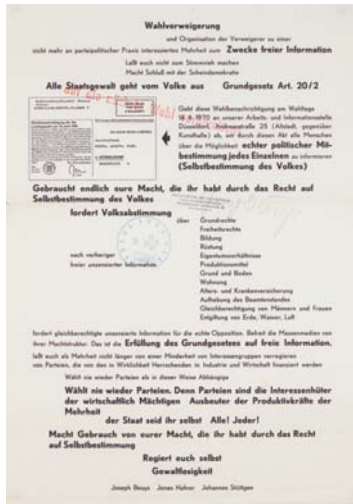 Wahlverweigerung
und Organisation der Verweigerer zu einer
nicht mehr an parteipolitischer Praxis interessierten Mehrheit zum Zwecke freier Information
Laßt euch nicht zum Stimmvieh machen
Macht Schluß mit der Scheindemokratie
Alle Staatsgewalt geht vom Volke aus Grundgesetz Art. 20/2
Gebt diese Wahlbenachrichtigung am Wahltage
14.6.1970 an unserer Arbeits- und Informationsstelle
Düsseldorf, Andreasstraße 25 (Altstadt, gegenüber
Kunsthalle) ab, um durch diesen Akt alle Menschen
über die Möglichkeit echter politischer Mit-
bestimmung jedes Einzelnen zu informieren
(Selbstbestimmung des Volkes)
Gebraucht endlich eure Macht, die ihr habt durch das Recht auf
Selbstbestimmung des Volkes
fordert Volksabstimmung
über Grundrechte
Freiheitsrechte
Bildung
Rüstung
nach vorheriger Eigentumsverhältnisse
freier unzensierter Information Produktionsmittel
Grund und Boden
Wohnung
Alters- und Krankenversicherung
Aufhebung des Beamtenstandes
Gleichberechtigung von Männern und Frauen
Entgiftung von Erde, Wasser, Luft
fordert gleichberechtigte unzensierte Information für die echte Opposition. Befreit die Massenmedien von
ihrer Machtstruktur. Das ist die Erfüllung des Grundgesetzes auf freie Information.
laßt euch als Mehrheit nicht länger von einer Minderheit von Interessengruppen verregieren
von Parteien, die von den in Wirklichkeit Herrschenden in Industrie und Wirtschaft finanziert werden
Wählt nie wieder Parteien als in dieser Weise Abhängige
Wählt nie wieder Parteien. Denn Parteien sind die Interessenhüter
der wirtschaftlich Mächtigen Ausbeuter der Produktivkräfte der
Mehrheit
der Staat seid ihr selbst Alle! Jeder!
Macht Gebrauch von eurer Macht, die ihr habt durch das Recht
auf Selbstbestimmung
Regiert euch selbst
Gewaltlosigkeit
Joseph Beuys Jonas Hafner Johannes Stüttgen